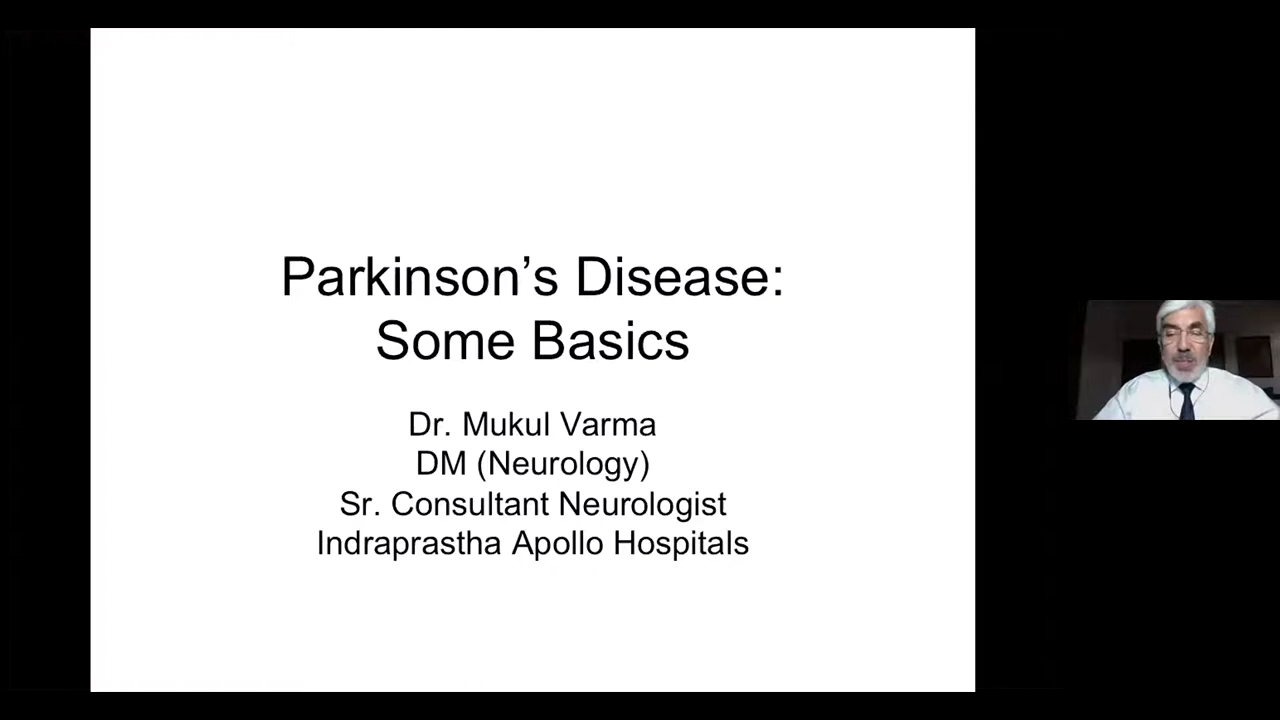 Parkinson’s Disease:
Some Basics
Dr. Mukul Varma
DM (Neurology)
Sr. Consultant Neurologist
Indraprastha Apollo Hospitals